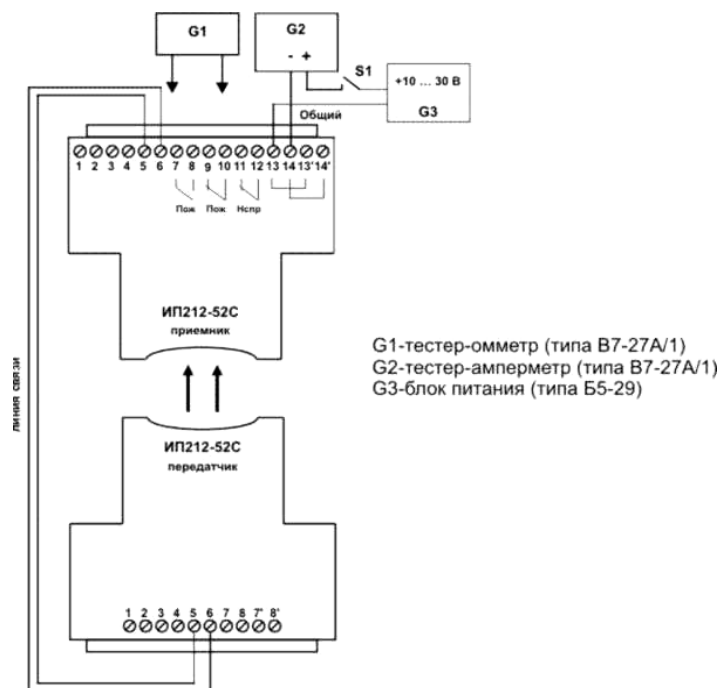 G1
G2
- +
S1
+10 ... 30 В
G3
Общий
1 2 3 4 5 6 7 8 9 10 11 12 13 14 13' 14'
Пож Пож Нспр
ИП212-52С
приемник
линия связи
G1-тестер-омметр (типа В7-27А/1)
G2-тестер-амперметр (типа В7-27А/1)
G3-блок питания (типа Б5-29)
ИП212-52С
передатчик
1 2 3 4 5 6 7 8 7' 8'